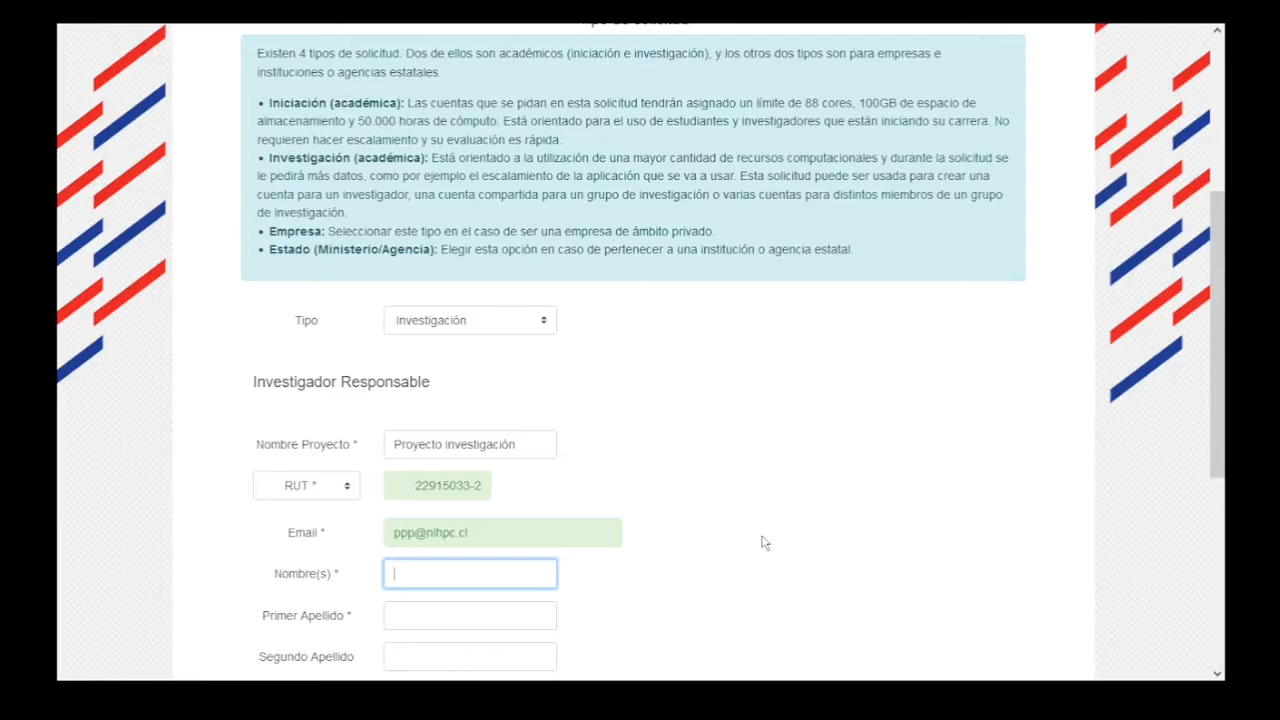 Existen 4 tipos de solicitud. Dos de ellos son académicos (iniciación e investigación), y los otros dos tipos son para empresas e
instituciones o agencias estatales.
• Iniciación (académica): Las cuentas que se pidan en esta solicitud tendrán asignado un límite de 88 cores, 100GB de espacio de
almacenamiento y 50.000 horas de cómputo. Está orientado para el uso de estudiantes y investigadores que están iniciando su carrera. No
requieren hacer escalamiento y su evaluación es rápida.
• Investigación (académica): Está orientado a la utilización de una mayor cantidad de recursos computacionales y durante la solicitud se
le pedirá más datos, como por ejemplo el escalamiento de la aplicación que se va a usar. Esta solicitud puede ser usada para crear una
cuenta para un investigador, una cuenta compartida para un grupo de investigación o varias cuentas para distintos miembros de un grupo
de investigación.
• Empresa: Seleccionar este tipo en el caso de ser una empresa de ámbito privado.
• Estado (Ministerio/Agencia): Elegir esta opción en caso de pertenecer a una institución o agencia estatal.
Tipo Investigación
Investigador Responsable
Nombre Proyecto * Proyecto investigación
RUT * 22915033-2
Email * ppp@nlhpc.cl
Nombre(s) *
Primer Apellido *
Segundo Apellido